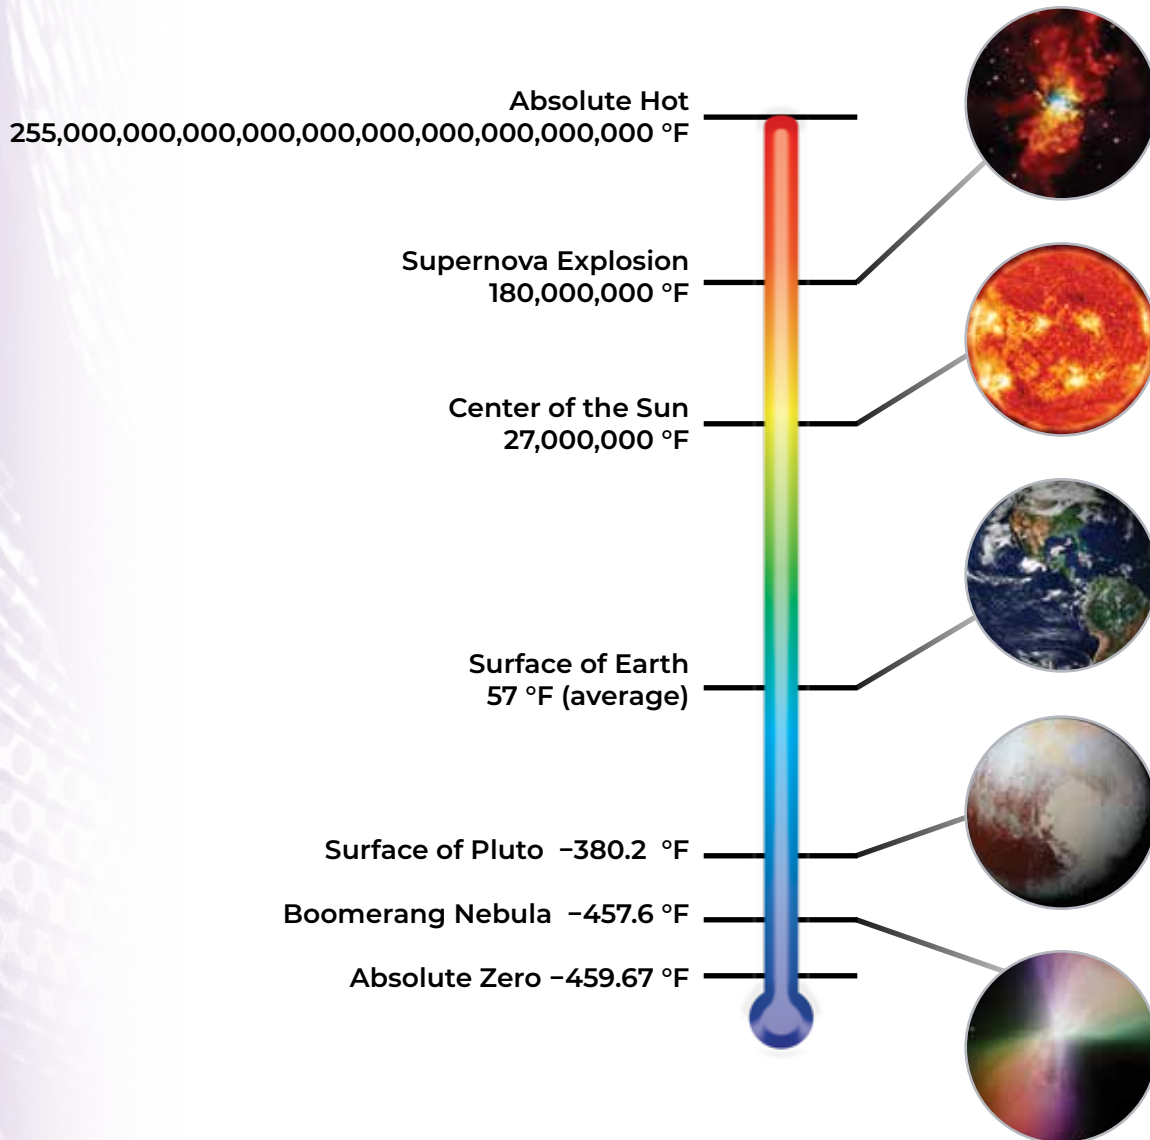 Absolute Hot
255,000,000,000,000,000,000,000,000,000,000 °F
Supernova Explosion
180,000,000 °F
Center of the Sun
27,000,000 °F
Surface of Earth
57 °F (average)
Surface of Pluto −380.2 °F
Boomerang Nebula −457.6 °F
Absolute Zero −459.67 °F